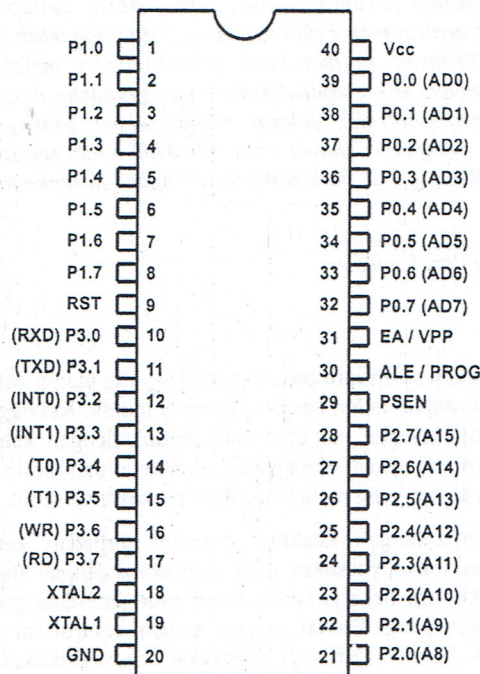 P1.0 1 40 Vcc
P1.1 2 39 P0.0 (AD0)
P1.2 3 38 P0.1 (AD1)
P1.3 4 37 P0.2 (AD2)
P1.4 5 36 P0.3 (AD3)
P1.5 6 35 P0.4 (AD4)
P1.6 7 34 P0.5 (AD5)
P1.7 8 33 P0.6 (AD6)
RST 9 32 P0.7 (AD7)
(RXD) P3.0 10 31 EA / VPP
(TXD) P3.1 11 30 ALE / PROG
(INT0) P3.2 12 29 PSEN
(INT1) P3.3 13 28 P2.7(A15)
(T0) P3.4 14 27 P2.6(A14)
(T1) P3.5 15 26 P2.5(A13)
(WR) P3.6 16 25 P2.4(A12)
(RD) P3.7 17 24 P2.3(A11)
XTAL2 18 23 P2.2(A10)
XTAL1 19 22 P2.1(A9)
GND 20 21 P2.0(A8)